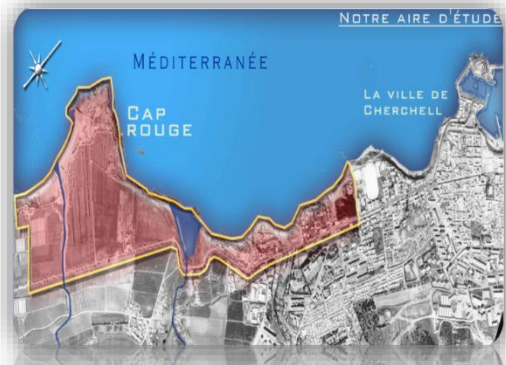 NOTRE AIRE D'ÉTUDE
MÉDITERRANÉE
LA VILLE DE
CHERCHELL
CAP
ROUGE